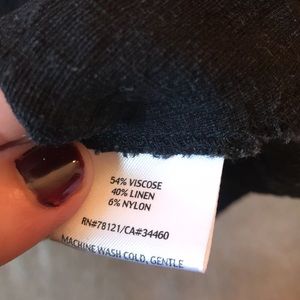 54% VISCOSE
40% LINEN
6% NYLON
RN#78121/CA#34460
MACHINE WASH COLD, GENTLE